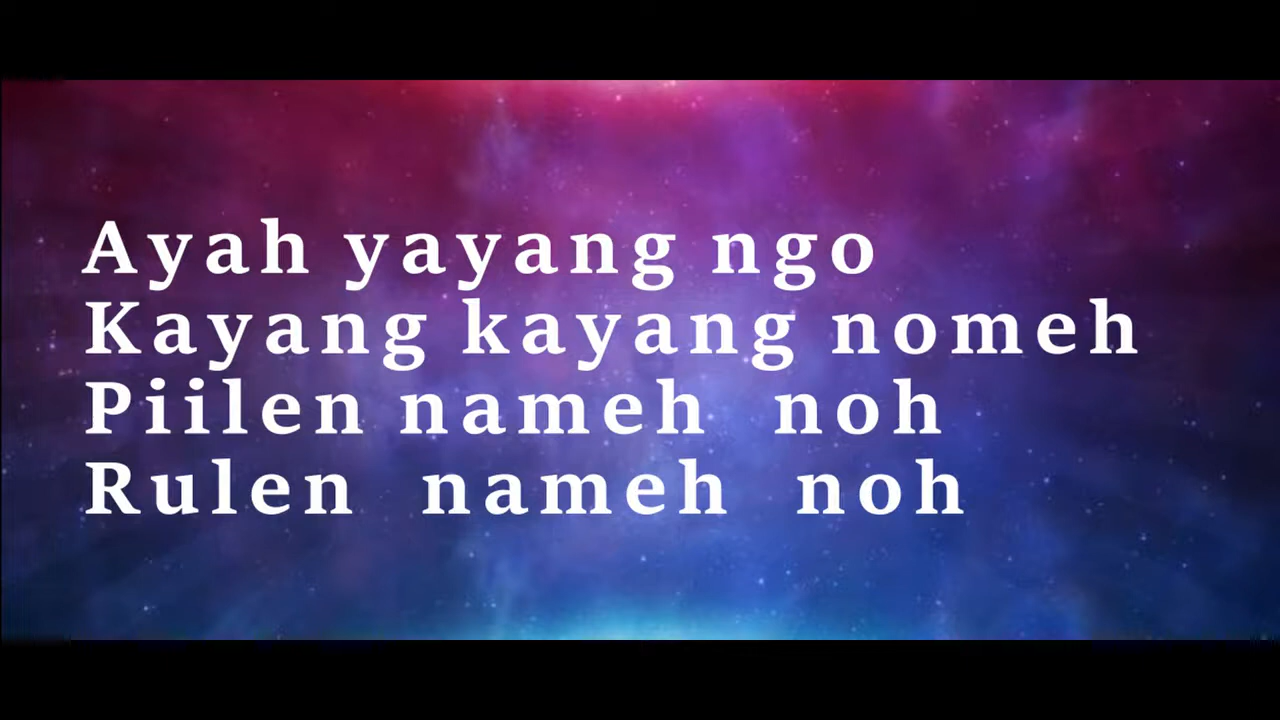 Ayah yayang ngo
Kayang kayang nomeh
Piilen nameh noh
Rulen nameh noh